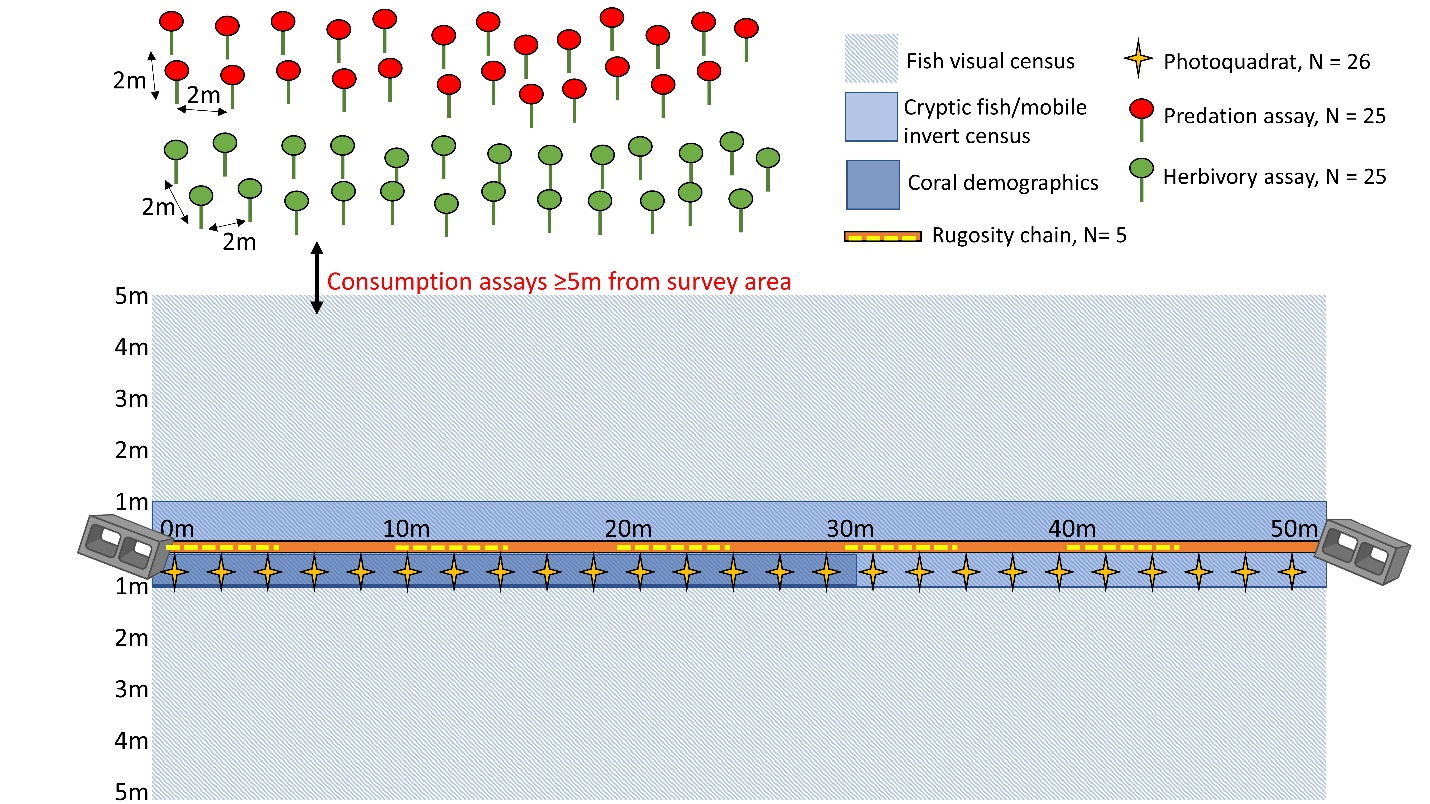 2m
2m
2m
2m
Fish visual census
Cryptic fish/mobile
invert census
Coral demographics
Rugosity chain, N= 5
Photoquadrat, N = 26
Predation assay, N = 25
Herbivory assay, N = 25
Consumption assays ≥5m from survey area
5m
4m
3m
2m
1m
0m 10m 20m 30m 40m 50m
1m
2m
3m
4m
5m